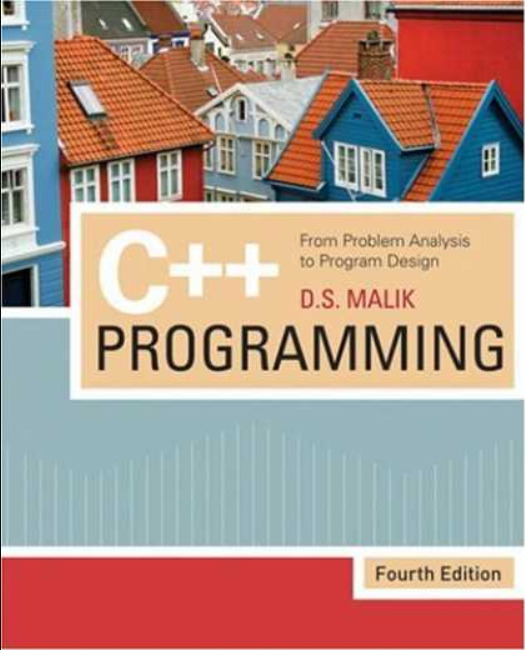 C++
From Problem Analysis
to Program Design
D.S. MALIK
PROGRAMMING
Fourth Edition